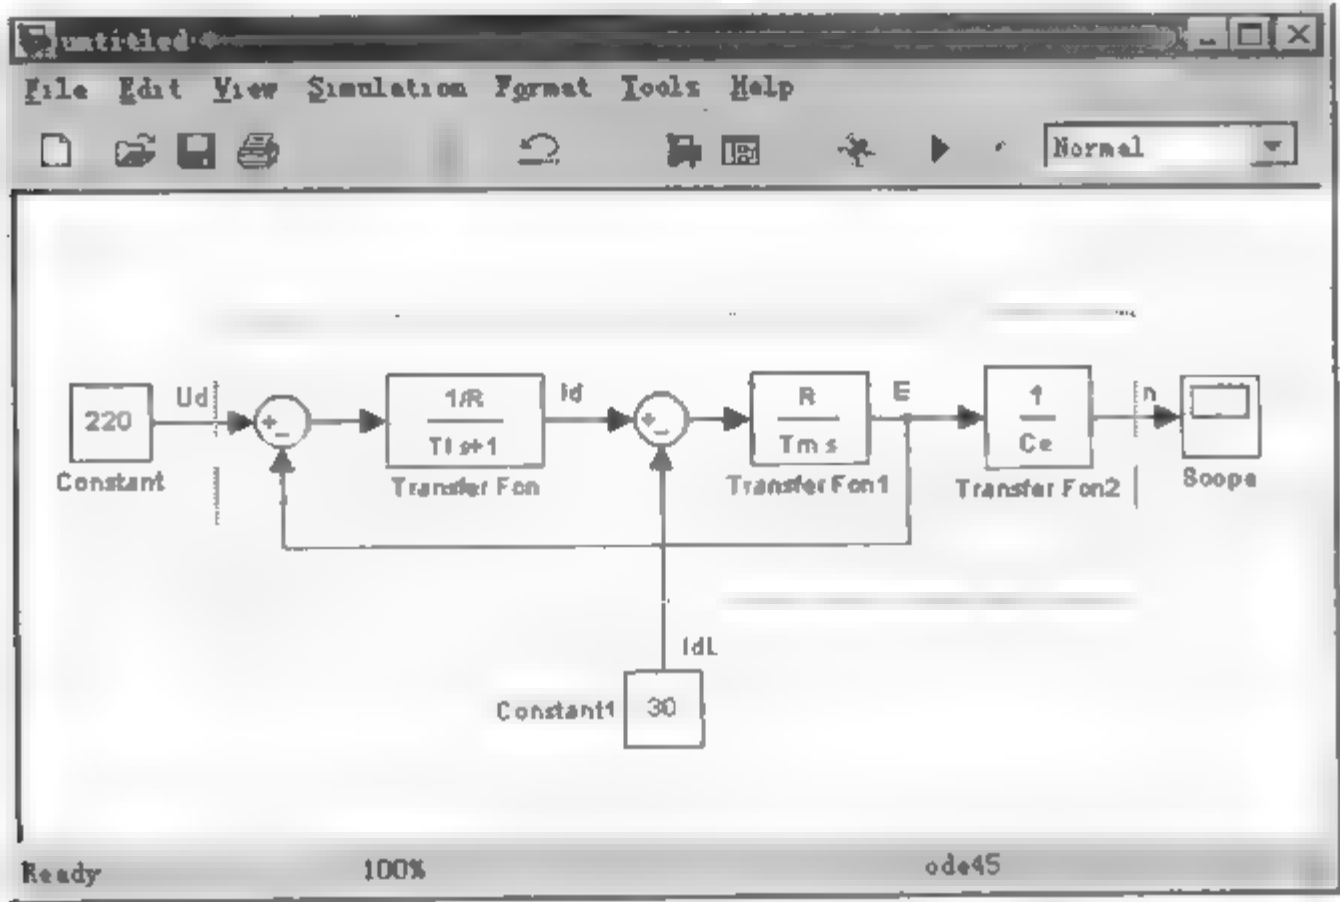 untitled *
File Edit View Simulation Format Tools Help
Normal
220
Constant
Ud
+
-
1/R
Tl s+1
Transfer Fcn
Id
+
-
R
Tm s
Transfer Fcn1
E
1
Ce
Transfer Fcn2
n
Scope
IdL
Constant1
30
Ready 100% ode45